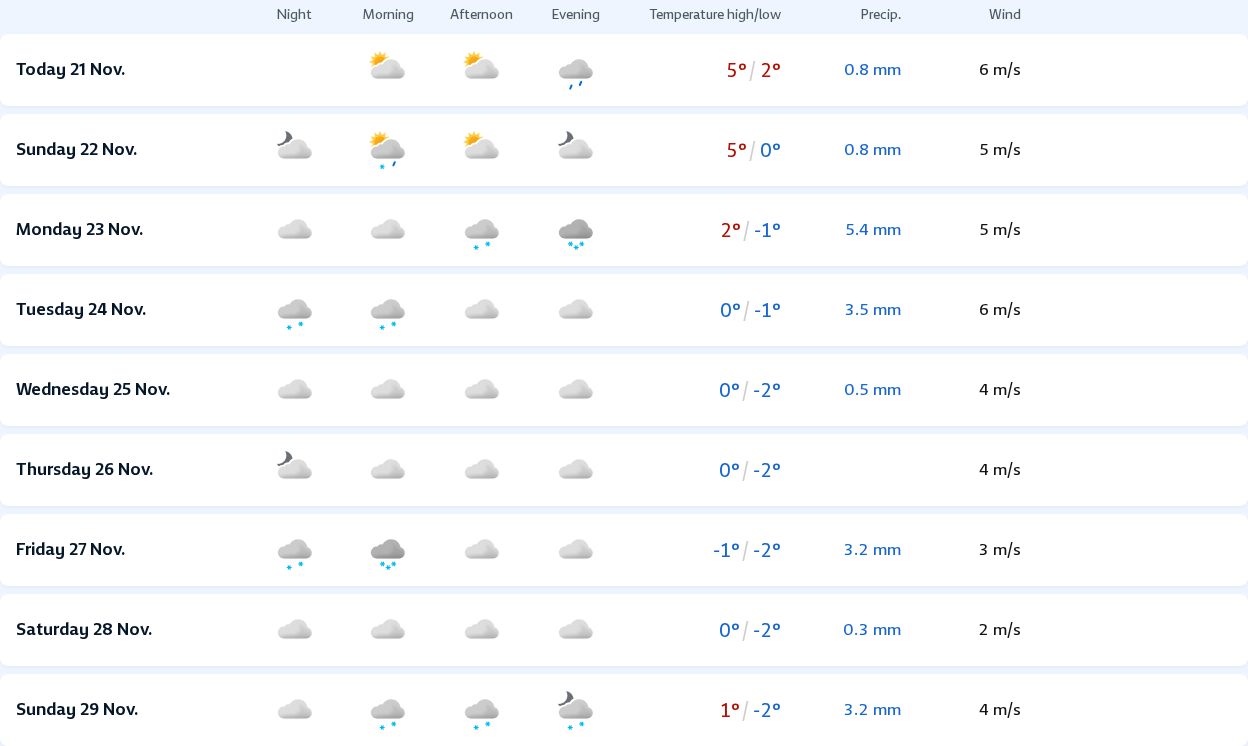 Night Morning Afternoon Evening Temperature high/low Precip. Wind
Today 21 Nov. 5°/ 2° 0.8 mm 6 m/s
Sunday 22 Nov. 5°/ 0° 0.8 mm 5 m/s
Monday 23 Nov. 2°/ -1° 5.4 mm 5 m/s
Tuesday 24 Nov. 0°/ -1° 3.5 mm 6 m/s
Wednesday 25 Nov. 0°/ -2° 0.5 mm 4 m/s
Thursday 26 Nov. 0°/ -2° 4 m/s
Friday 27 Nov. -1°/ -2° 3.2 mm 3 m/s
Saturday 28 Nov. 0°/ -2° 0.3 mm 2 m/s
Sunday 29 Nov. 1°/ -2° 3.2 mm 4 m/s